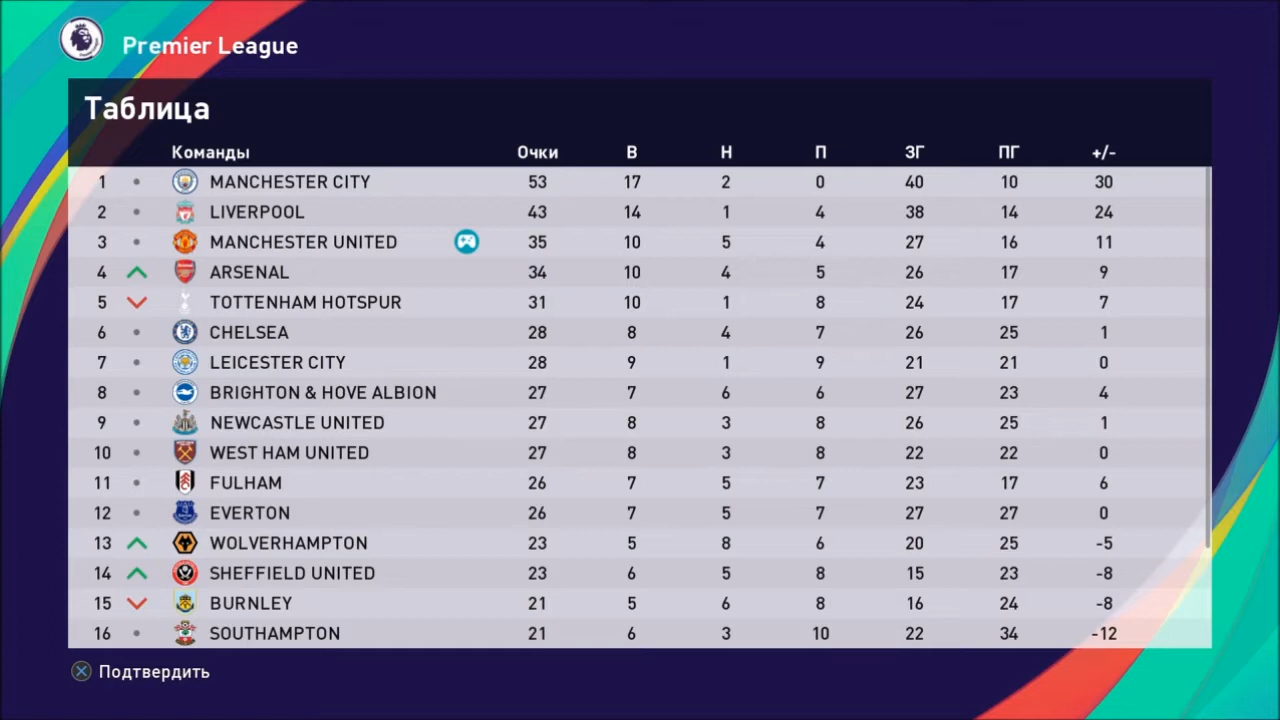 Premier League
Таблица
Команды Очки В Н П ЗГ ПГ +/-
1 MANCHESTER CITY 53 17 2 0 40 10 30
2 LIVERPOOL 43 14 1 4 38 14 24
3 MANCHESTER UNITED 35 10 5 4 27 16 11
4 ARSENAL 34 10 4 5 26 17 9
5 TOTTENHAM HOTSPUR 31 10 1 8 24 17 7
6 CHELSEA 28 8 4 7 26 25 1
7 LEICESTER CITY 28 9 1 9 21 21 0
8 BRIGHTON & HOVE ALBION 27 7 6 6 27 23 4
9 NEWCASTLE UNITED 27 8 3 8 26 25 1
10 WEST HAM UNITED 27 8 3 8 22 22 0
11 FULHAM 26 7 5 7 23 17 6
12 EVERTON 26 7 5 7 27 27 0
13 WOLVERHAMPTON 23 5 8 6 20 25 -5
14 SHEFFIELD UNITED 23 6 5 8 15 23 -8
15 BURNLEY 21 5 6 8 16 24 -8
16 SOUTHAMPTON 21 6 3 10 22 34 -12
Подтвердить